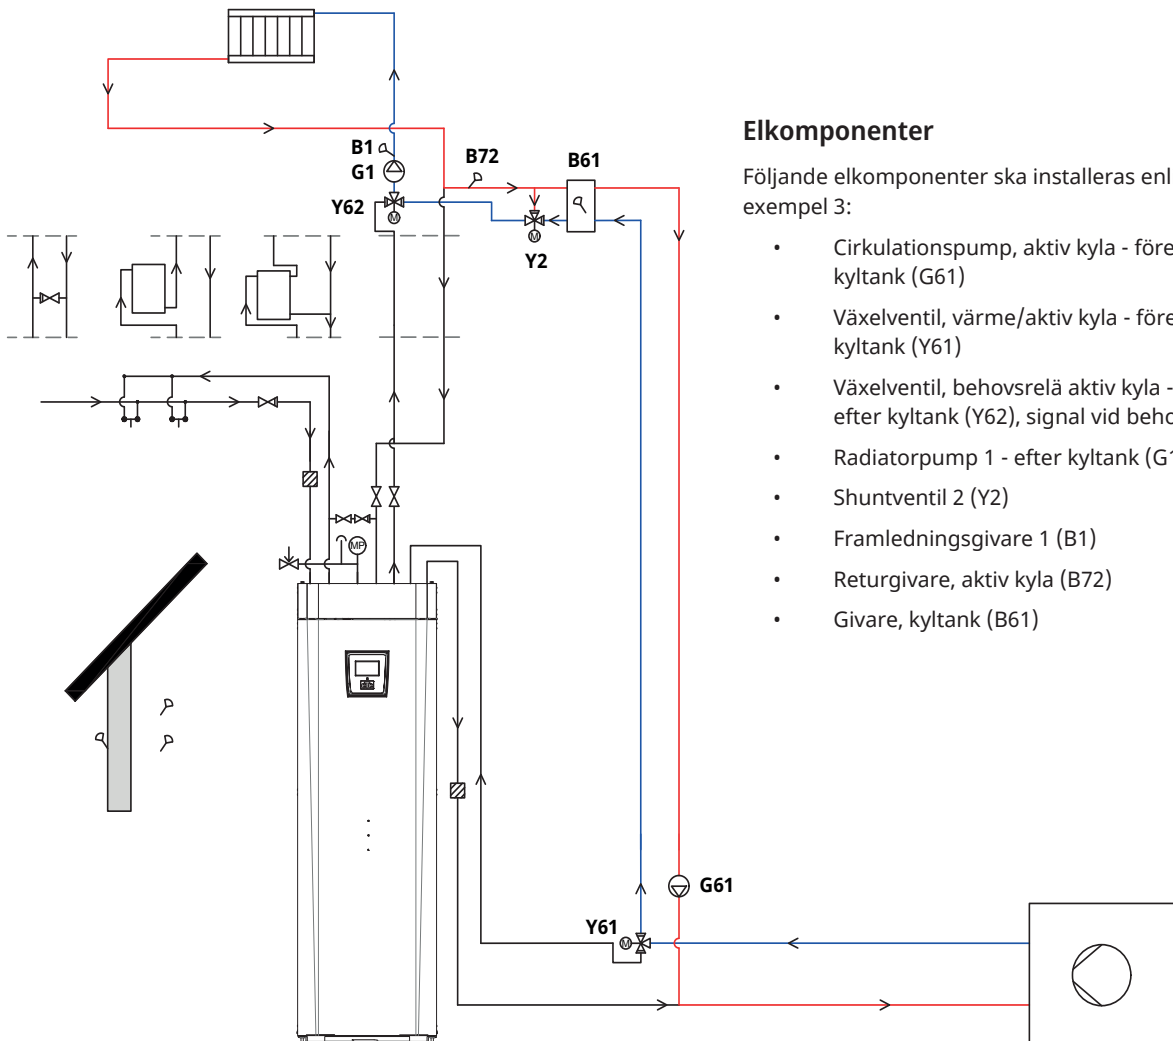 B1
G1
B72
B61
Y62
Y2
M
M
MP
G61
Y61
M
Elkomponenter
Följande elkomponenter ska installeras enl
exempel 3:
• Cirkulationspump, aktiv kyla - före
kyltank (G61)
• Växelventil, värme/aktiv kyla - före
kyltank (Y61)
• Växelventil, behovsrelä aktiv kyla -
efter kyltank (Y62), signal vid beho
• Radiatorpump 1 - efter kyltank (G1
• Shuntventil 2 (Y2)
• Framledningsgivare 1 (B1)
• Returgivare, aktiv kyla (B72)
• Givare, kyltank (B61)